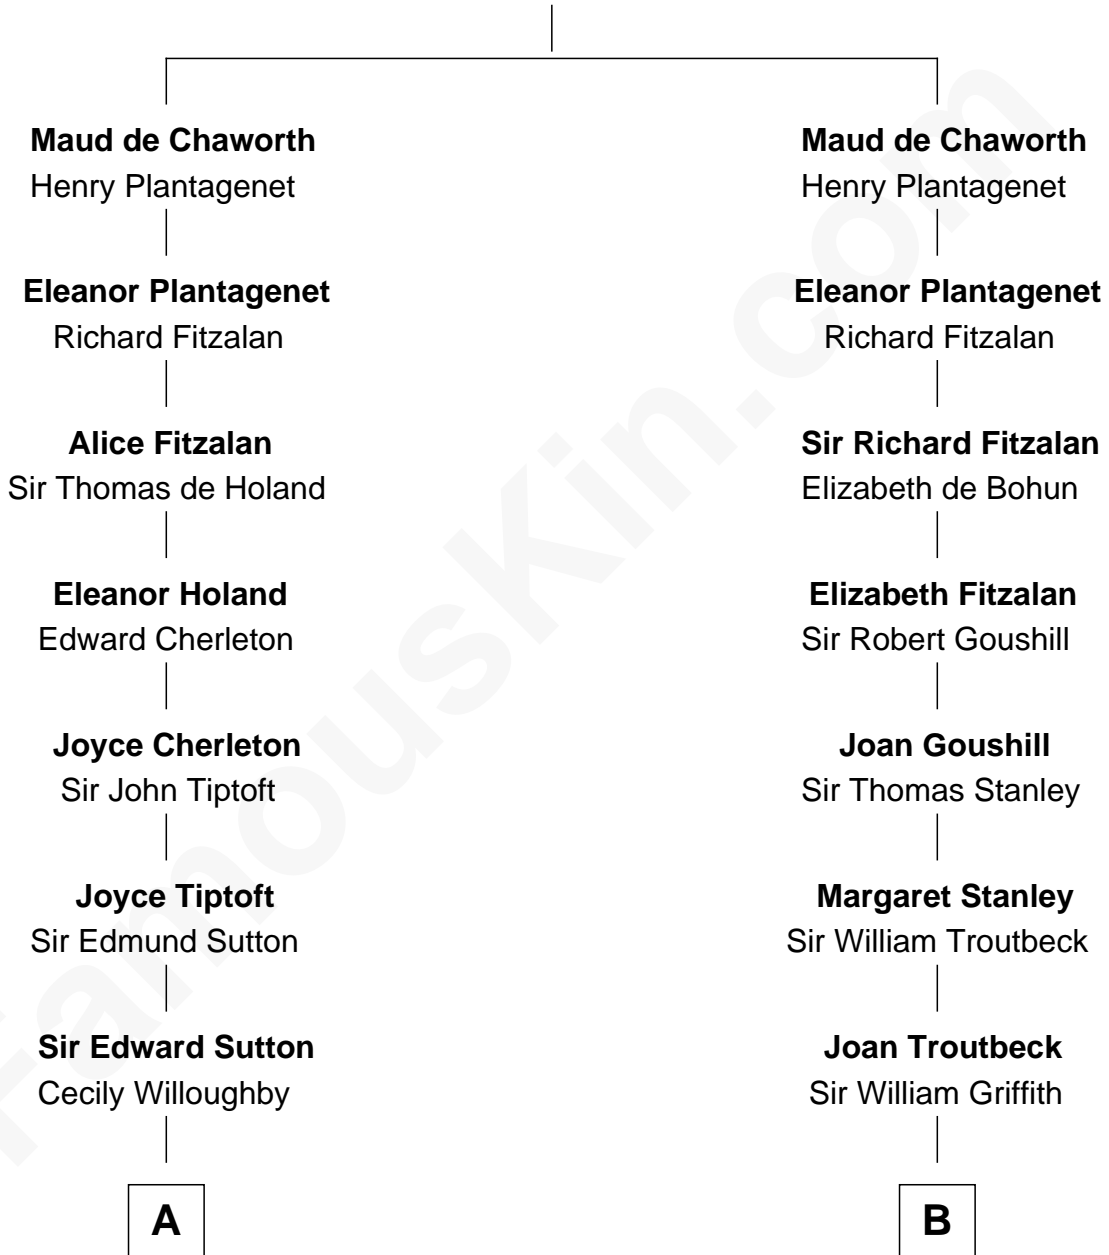 Maud de Chaworth
Henry Plantagenet
Eleanor Plantagenet
Richard Fitzalan
Alice Fitzalan
Sir Thomas de Holand
Eleanor Holand
Edward Cherleton
Joyce Cherleton
Sir John Tiptoft
Joyce Tiptoft
Sir Edmund Sutton
Sir Edward Sutton
Cecily Willoughby
A
Maud de Chaworth
Henry Plantagenet
Eleanor Plantagenet
Richard Fitzalan
Sir Richard Fitzalan
Elizabeth de Bohun
Elizabeth Fitzalan
Sir Robert Goushill
Joan Goushill
Sir Thomas Stanley
Margaret Stanley
Sir William Troutbeck
Joan Troutbeck
Sir William Griffith
B
FamousKin.com